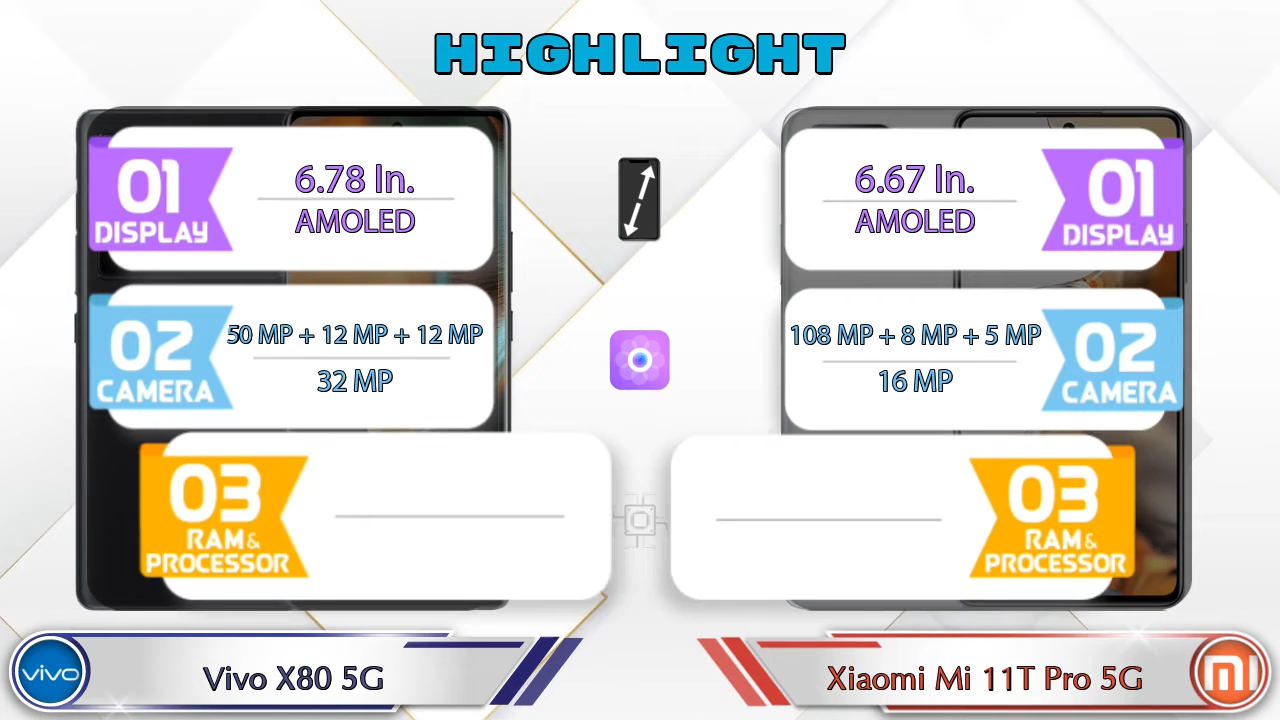 HIGHLIGHT
01
DISPLAY
6.78 In.
AMOLED
6.67 In.
AMOLED
01
DISPLAY
02
CAMERA
50 MP + 12 MP + 12 MP
32 MP
108 MP + 8 MP + 5 MP
16 MP
02
CAMERA
03
RAM &
PROCESSOR
03
RAM &
PROCESSOR
vivo
Vivo X80 5G
Xiaomi Mi 11T Pro 5G
mi